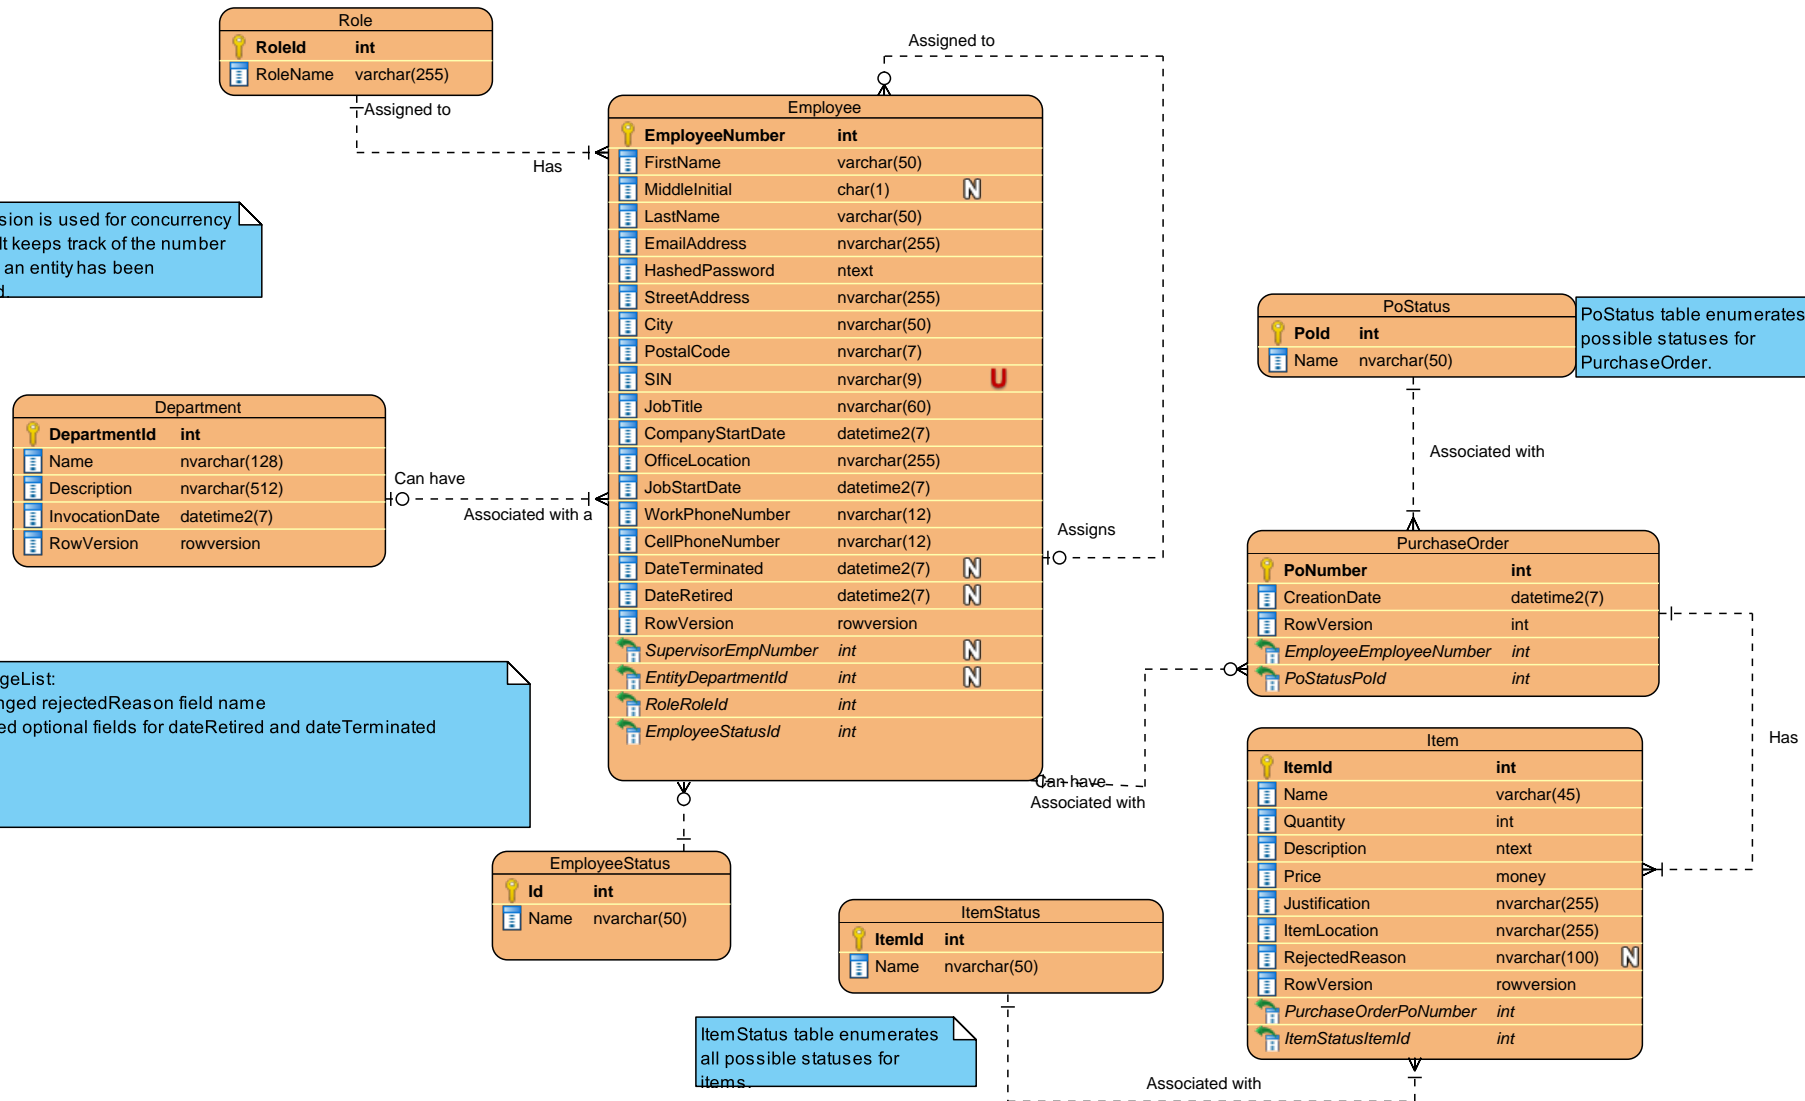 Role
RoleId int
RoleName varchar(255)
Assigned to
Has
Assigned to
Assigns
Employee
EmployeeNumber int
FirstName varchar(50)
MiddleInitial char(1) N
LastName varchar(50)
EmailAddress nvarchar(255)
HashedPassword ntext
StreetAddress nvarchar(255)
City nvarchar(50)
PostalCode nvarchar(7)
SIN nvarchar(9) U
JobTitle nvarchar(60)
CompanyStartDate datetime2(7)
OfficeLocation nvarchar(255)
JobStartDate datetime2(7)
WorkPhoneNumber nvarchar(12)
CellPhoneNumber nvarchar(12)
DateTerminated datetime2(7) N
DateRetired datetime2(7) N
RowVersion rowversion
SupervisorEmpNumber int N
EntityDepartmentId int N
RoleRoleId int
EmployeeStatusId int
sion is used for concurrency
It keeps track of the number
an entity has been
d.
Department
DepartmentId int
Name nvarchar(128)
Description nvarchar(512)
InvocationDate datetime2(7)
RowVersion rowversion
Can have
Associated with a
geList:
nged rejectedReason field name
ed optional fields for dateRetired and dateTerminated
EmployeeStatus
Id int
Name nvarchar(50)
PoStatus
PoId int
Name nvarchar(50)
PoStatus table enumerates
possible statuses for
PurchaseOrder.
Associated with
PurchaseOrder
PoNumber int
CreationDate datetime2(7)
RowVersion int
EmployeeEmployeeNumber int
PoStatusPoId int
Can have
Associated with
Has
Item
ItemId int
Name varchar(45)
Quantity int
Description ntext
Price money
Justification nvarchar(255)
ItemLocation nvarchar(255)
RejectedReason nvarchar(100) N
RowVersion rowversion
PurchaseOrderPoNumber int
ItemStatusItemId int
ItemStatus
ItemId int
Name nvarchar(50)
ItemStatus table enumerates
all possible statuses for
items.
Associated with